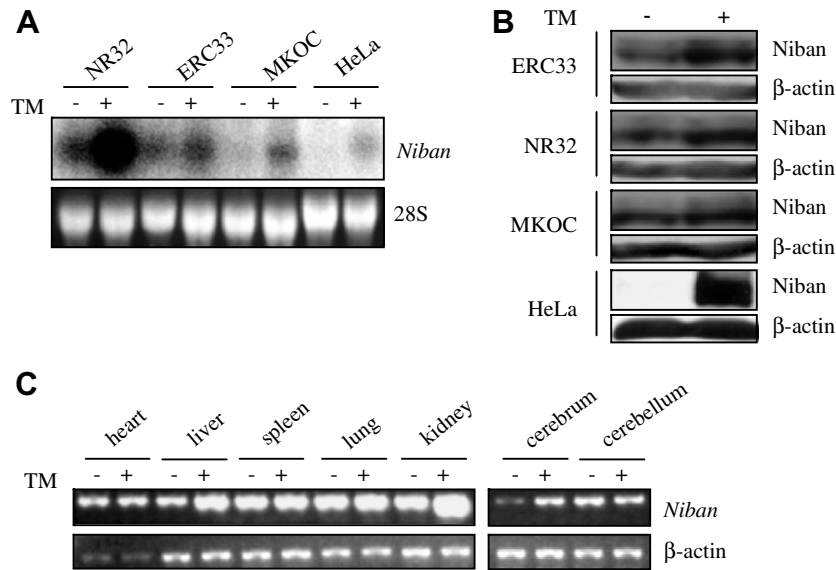 A
NR32 ERC33 MKOC HeLa
TM - + - + - + - +
Niban
28S
B
TM - +
ERC33
Niban
β-actin
NR32
Niban
β-actin
MKOC
Niban
β-actin
HeLa
Niban
β-actin
C
heart liver spleen lung kidney cerebrum cerebellum
TM - + - + - + - + - + - + - +
Niban
β-actin